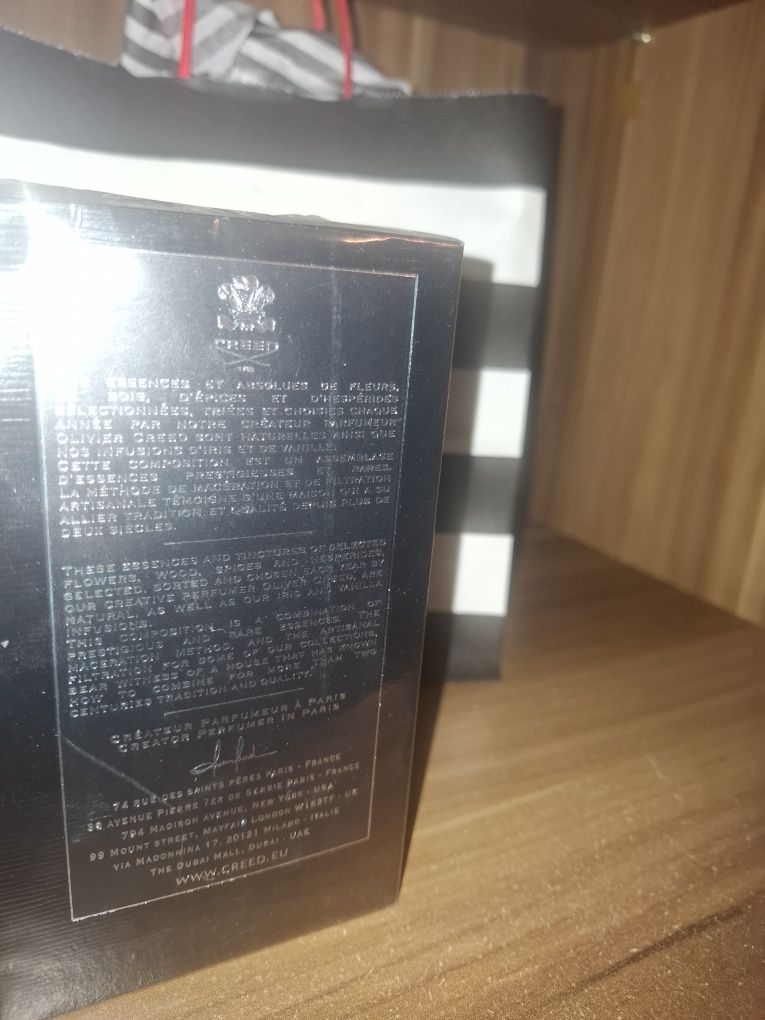 CREED
ESSENCES ET ABSOLUES DE FLEURS,
BOIS, D'ÉPICES ET D'HESPÉRIDES
SÉLECTIONNÉES, TRIÉES ET CHOISIES CHAQUE
ANNÉE PAR NOTRE CRÉATEUR PARFUMEUR
OLIVIER CREED SONT NATURELLES AINSI QUE
NOS INFUSIONS D'IRIS ET DE VANILLE.
CETTE COMPOSITION EST UN ASSEMBLAGE
D'ESSENCES PRESTIGIEUSES ET RARES.
LA MÉTHODE DE MACÉRATION ET DE FILTRATION
ARTISANALE TÉMOIGNE D'UNE MAISON QUI A SU
ALLIER TRADITION ET QUALITÉ DEPUIS PLUS DE
DEUX SIÈCLES.
THESE ESSENCES AND TINCTURES OF SELECTED
FLOWERS, WOOD, SPICES AND HESPERIDES,
SELECTED, SORTED AND CHOSEN EACH YEAR BY
OUR CREATIVE PERFUMER OLIVIER CREED, ARE
NATURAL, AS WELL AS OUR IRIS AND VANILLA
INFUSIONS.
THIS COMPOSITION IS A COMBINATION OF
PRESTIGIOUS AND RARE ESSENCES. THE
MACERATION METHOD, AND THE ARTISANAL
FILTRATION FOR SOME OF OUR COLLECTIONS,
BEAR WITNESS OF A HOUSE THAT HAS KNOWN
HOW TO COMBINE FOR MORE THAN TWO
CENTURIES TRADITION AND QUALITY.
CRÉATEUR PARFUMEUR À PARIS
CREATOR PERFUMER IN PARIS
74 RUE DES SAINTS PÈRES PARIS - FRANCE
38 AVENUE PIERRE 1ER DE SERBIE PARIS - FRANCE
794 MADISON AVENUE, NEW YORK - USA
99 MOUNT STREET, MAYFAIR LONDON W1K2TF - UK
VIA MADONNINA 17, 20121 MILANO - ITALIE
THE DUBAI MALL, DUBAI - UAE
WWW.CREED.EU